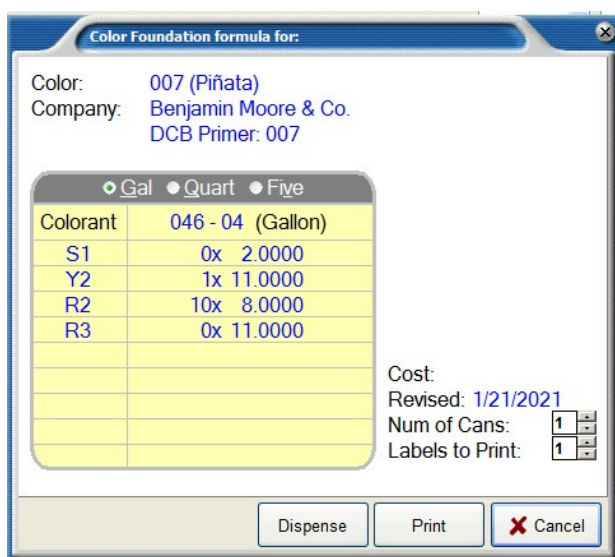 Color Foundation formula for:
Color: 007 (Piñata)
Company: Benjamin Moore & Co.
DCB Primer: 007
Gal Quart Five
Colorant 046 - 04 (Gallon)
S1 0x 2.0000
Y2 1x 11.0000
R2 10x 8.0000
R3 0x 11.0000
Cost:
Revised: 1/21/2021
Num of Cans: 1
Labels to Print: 1
Dispense Print Cancel